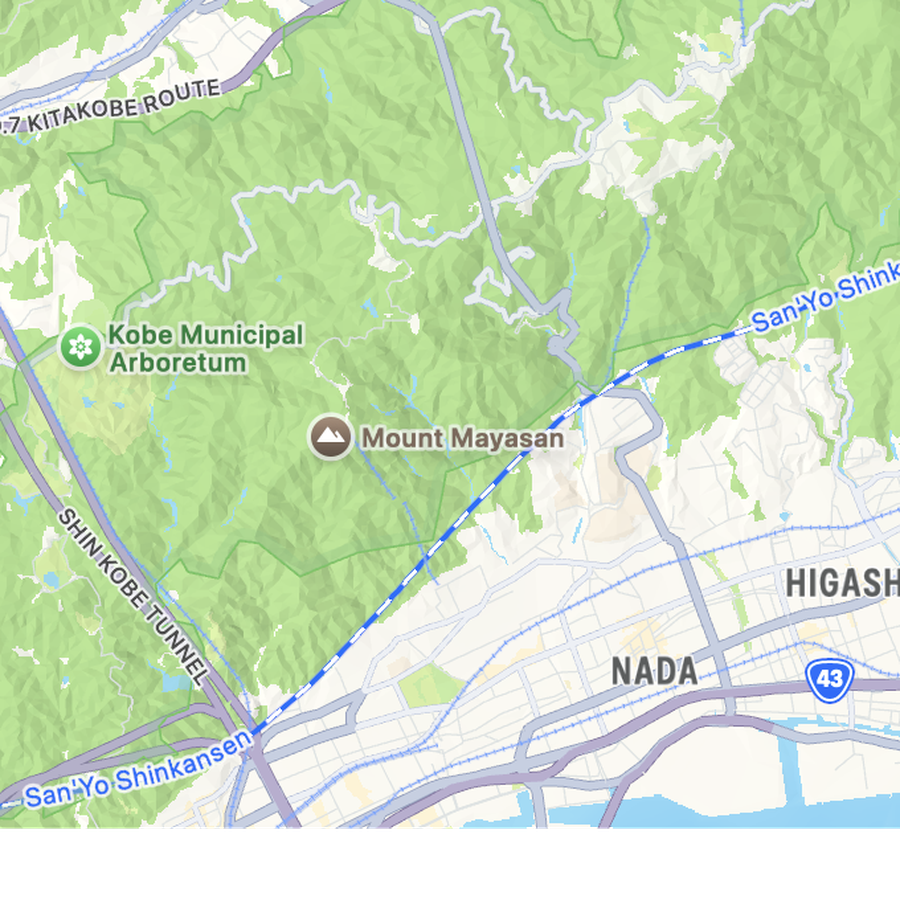 .7 KITAKOBE ROUTE
San'Yo Shink
Kobe Municipal
Arboretum
Mount Mayasan
SHIN KOBE TUNNEL
HIGASH
NADA
43
San'Yo Shinkansen